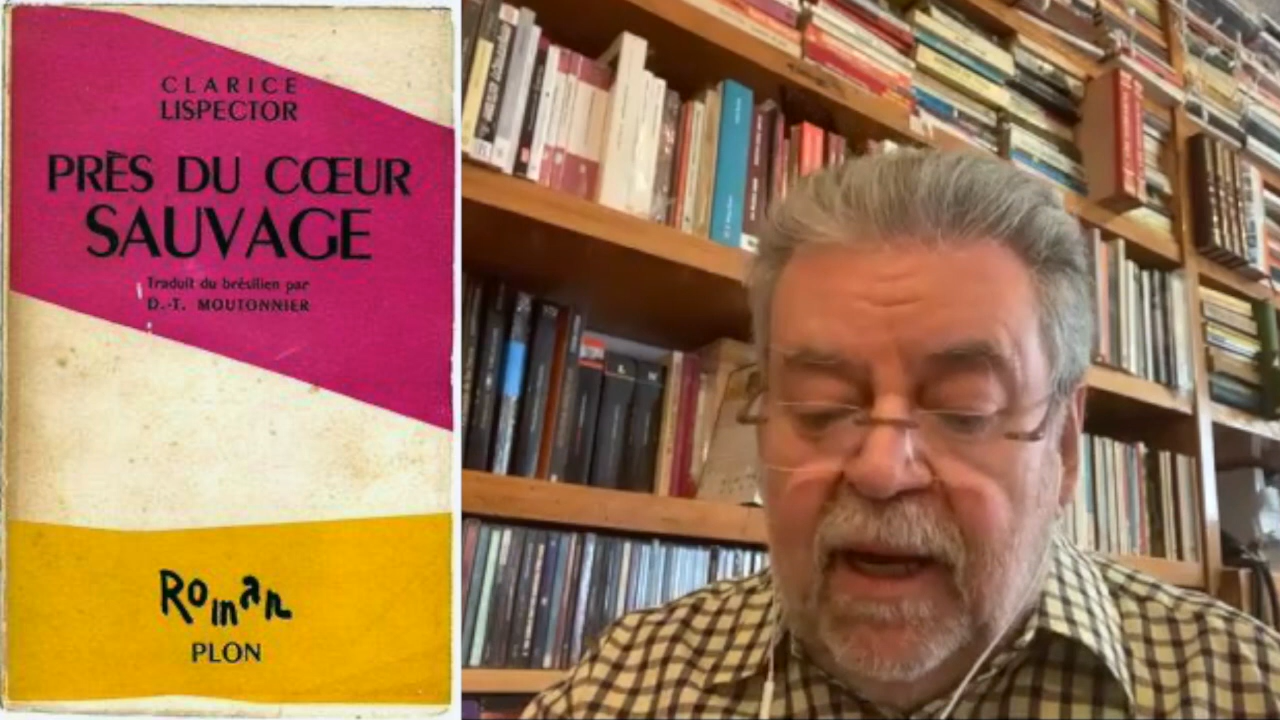 CLARICE
LISPECTOR
PRÈS DU CŒUR
SAUVAGE
Traduit du brésilien par
D.-T. MOUTONNIER
Roman
PLON